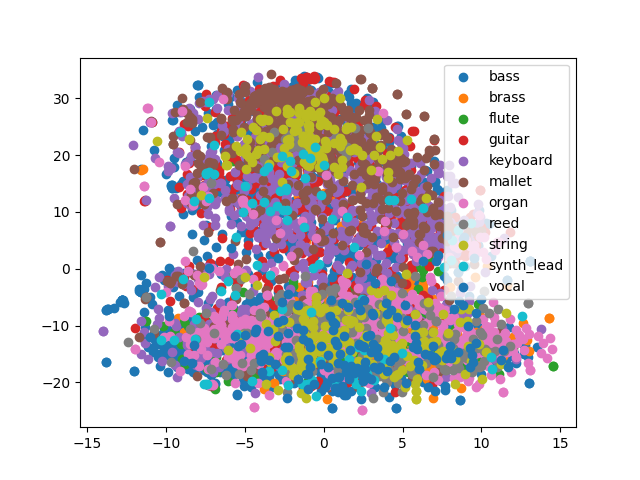 30
20
10
0
−10
−20
−15
−10
−5
0
5
10
15
bass
brass
flute
guitar
keyboard
mallet
organ
reed
string
synth_lead
vocal